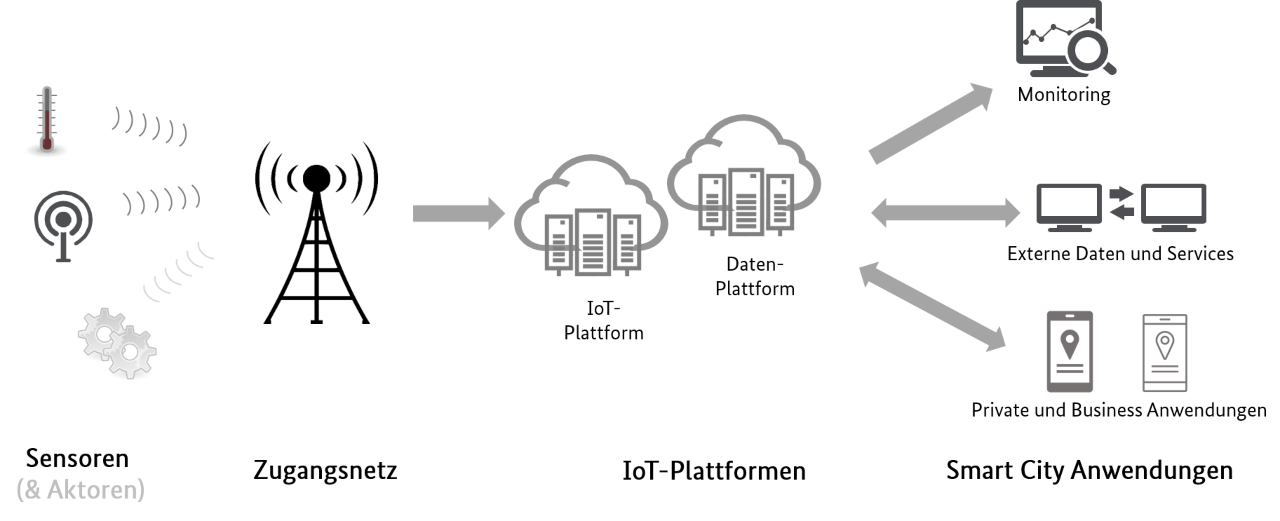 Monitoring
Externe Daten und Services
Daten-
Plattform
IoT-
Plattform
Private und Business Anwendungen
Sensoren
(& Aktoren)
Zugangsnetz
IoT-Plattformen
Smart City Anwendungen